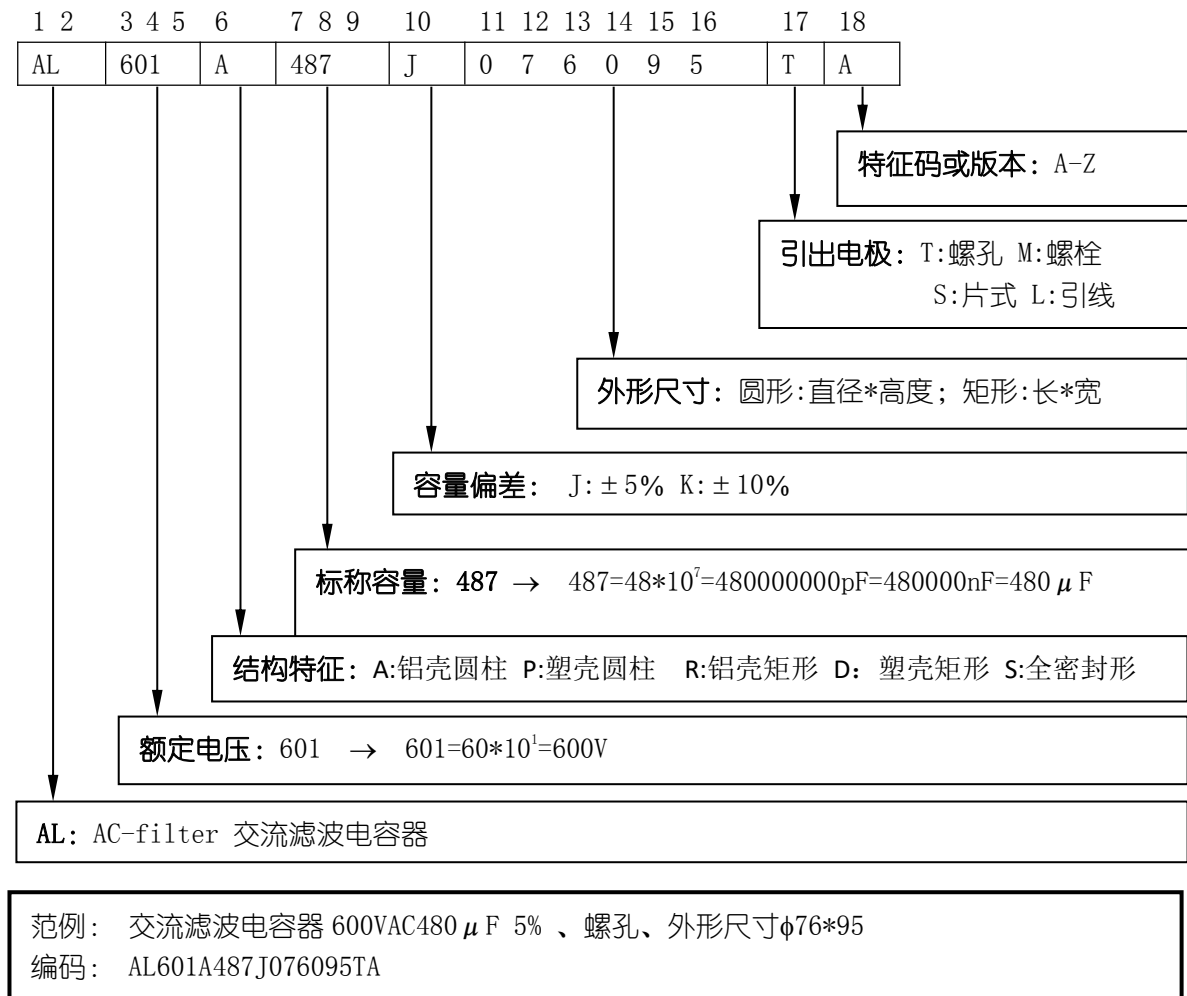 1 2 3 4 5 6 7 8 9 10 11 12 13 14 15 16 17 18
AL 601 A 487 J 0 7 6 0 9 5 T A
特征码或版本：A-Z
引出电极：T:螺孔 M:螺栓
S:片式 L:引线
外形尺寸：圆形:直径*高度；矩形:长*宽
容量偏差： J:±5% K:±10%
标称容量：487 → 487=48*10⁷=480000000pF=480000nF=480μF
结构特征：A:铝壳圆柱 P:塑壳圆柱 R:铝壳矩形 D：塑壳矩形 S:全密封形
额定电压：601 → 601=60*10¹=600V
AL：AC-filter 交流滤波电容器
范例： 交流滤波电容器 600VAC480μF 5% 、螺孔、外形尺寸φ76*95
编码： AL601A487J076095TA